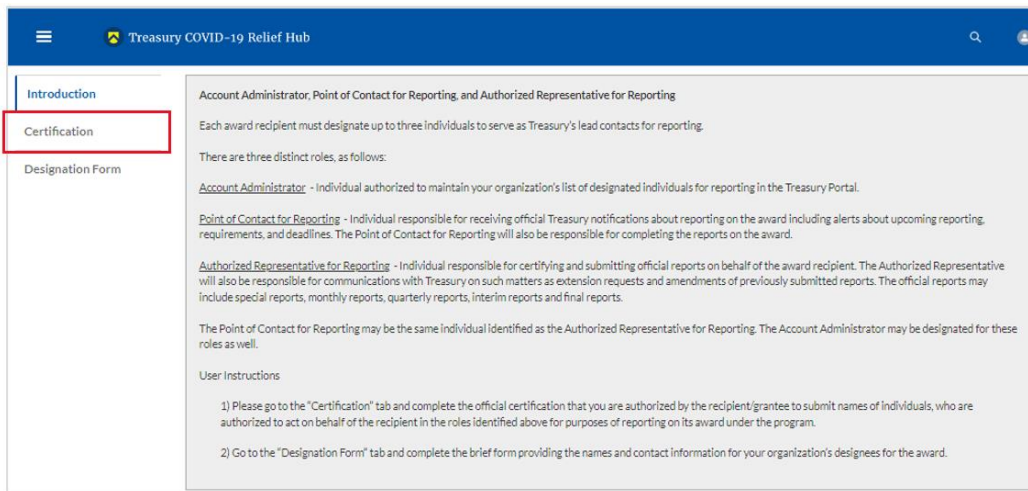 Treasury COVID-19 Relief Hub
Introduction
Certification
Designation Form
Account Administrator, Point of Contact for Reporting, and Authorized Representative for Reporting
Each award recipient must designate up to three individuals to serve as Treasury's lead contacts for reporting.
There are three distinct roles, as follows:
Account Administrator - Individual authorized to maintain your organization's list of designated individuals for reporting in the Treasury Portal.
Point of Contact for Reporting - Individual responsible for receiving official Treasury notifications about reporting on the award including alerts about upcoming reporting,
requirements, and deadlines. The Point of Contact for Reporting will also be responsible for completing the reports on the award.
Authorized Representative for Reporting - Individual responsible for certifying and submitting official reports on behalf of the award recipient. The Authorized Representative
will also be responsible for communications with Treasury on such matters as extension requests and amendments of previously submitted reports. The official reports may
include special reports, monthly reports, quarterly reports, interim reports and final reports.
The Point of Contact for Reporting may be the same individual identified as the Authorized Representative for Reporting. The Account Administrator may be designated for these
roles as well.
User Instructions
1) Please go to the "Certification" tab and complete the official certification that you are authorized by the recipient/grantee to submit names of individuals, who are
authorized to act on behalf of the recipient in the roles identified above for purposes of reporting on its award under the program.
2) Go to the "Designation Form" tab and complete the brief form providing the names and contact information for your organization's designees for the award.